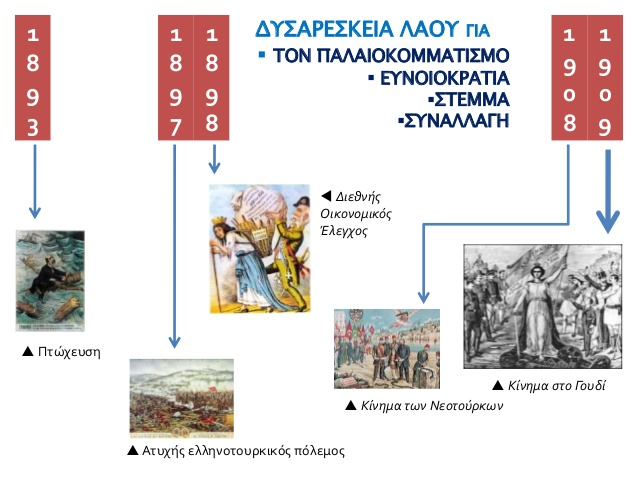 1893
1897
1898
ΔΥΣΑΡΕΣΚΕΙΑ ΛΑΟΥ ΓΙΑ
▪ ΤΟΝ ΠΑΛΑΙΟΚΟΜΜΑΤΙΣΜΟ
▪ ΕΥΝΟΙΟΚΡΑΤΙΑ
▪ΣΤΕΜΜΑ
▪ΣΥΝΑΛΛΑΓΗ
1908
1909
◄ Διεθνής
Οικονομικός
Έλεγχος
▲ Πτώχευση
▲ Κίνημα στο Γουδί
▲ Κίνημα των Νεοτούρκων
▲ Ατυχής ελληνοτουρκικός πόλεμος